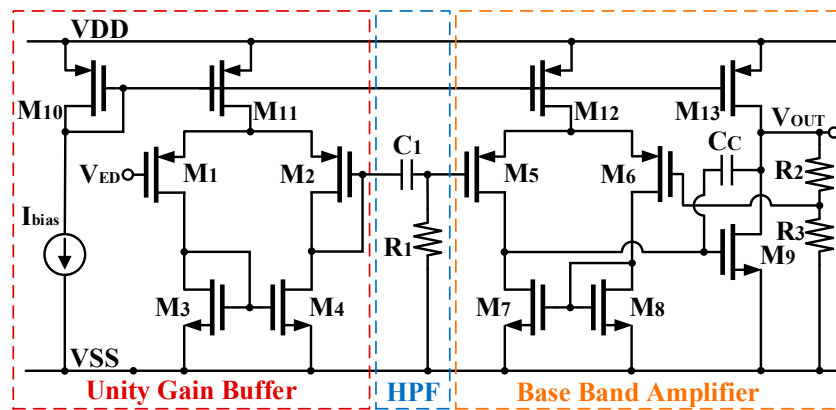 VDD
M10
M11
M12
M13
VOUT
C1
CC
VED
M1
M2
M5
M6
R2
Ibias
R1
R3
M9
M3
M4
M7
M8
VSS
Unity Gain Buffer
HPF
Base Band Amplifier